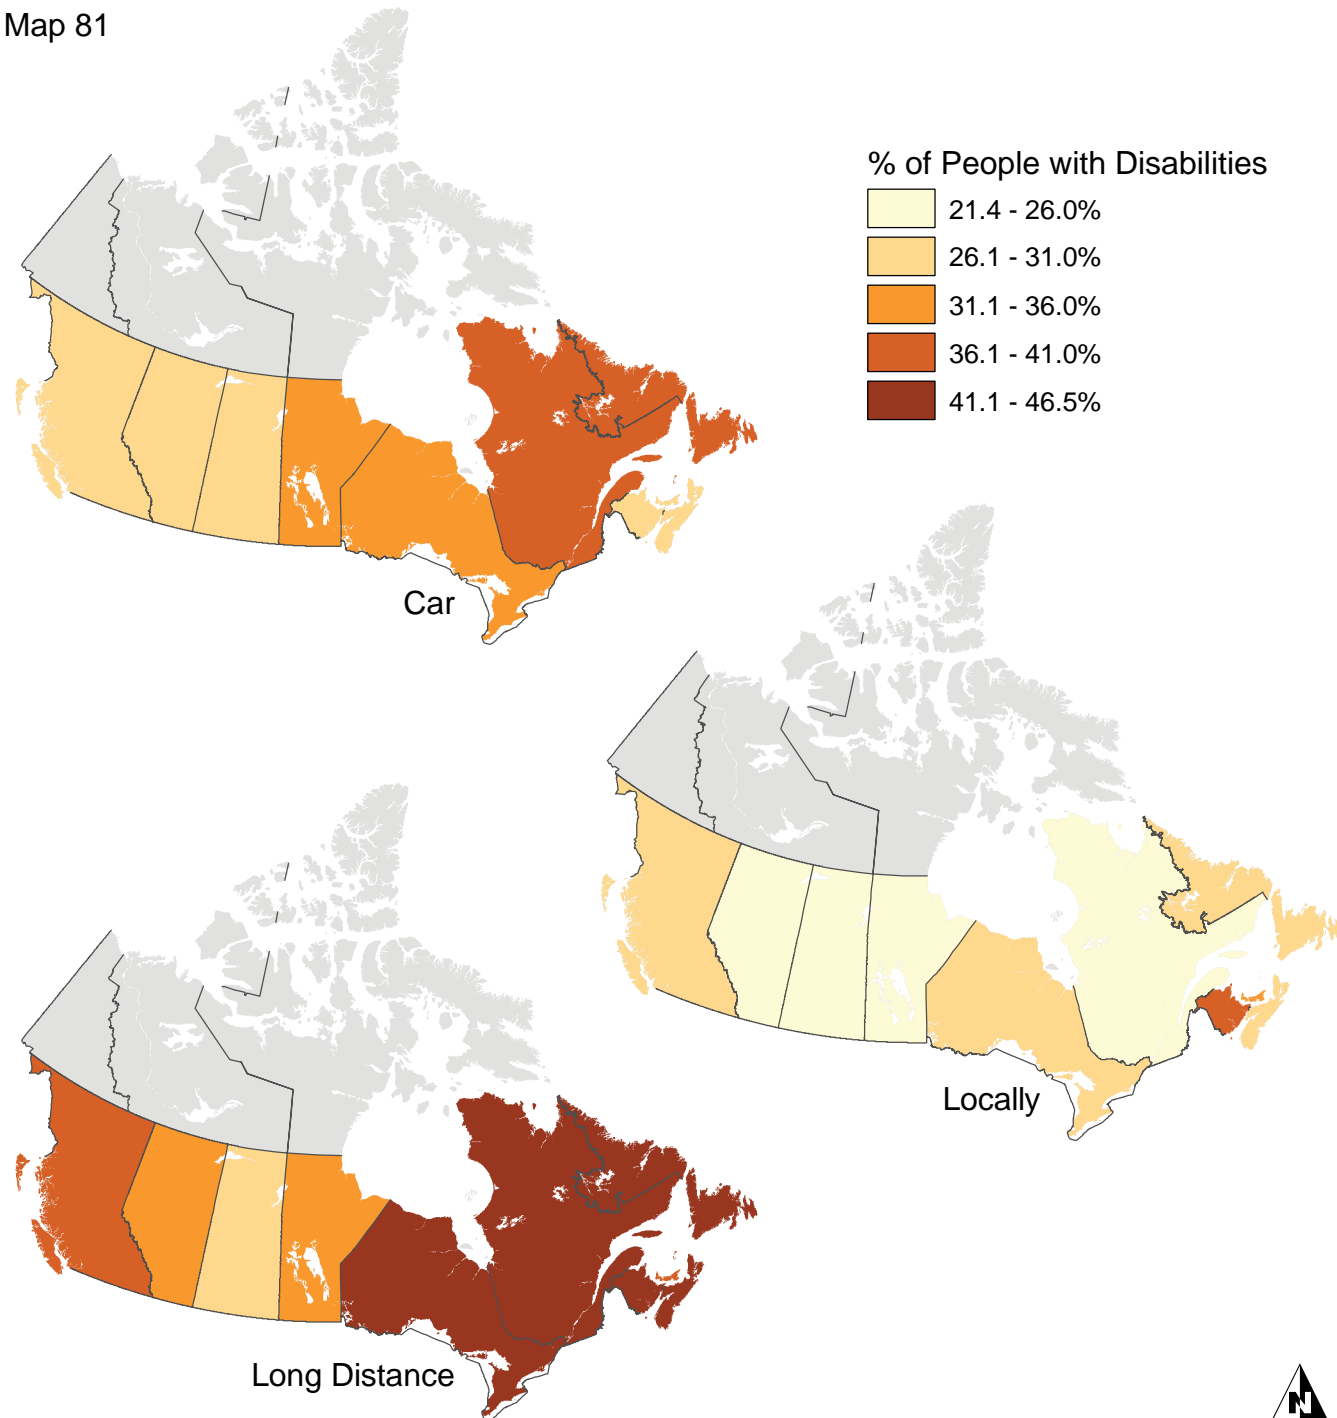 Map 81
% of People with Disabilities
21.4 - 26.0%
26.1 - 31.0%
31.1 - 36.0%
36.1 - 41.0%
41.1 - 46.5%
Car
Locally
Long Distance
N